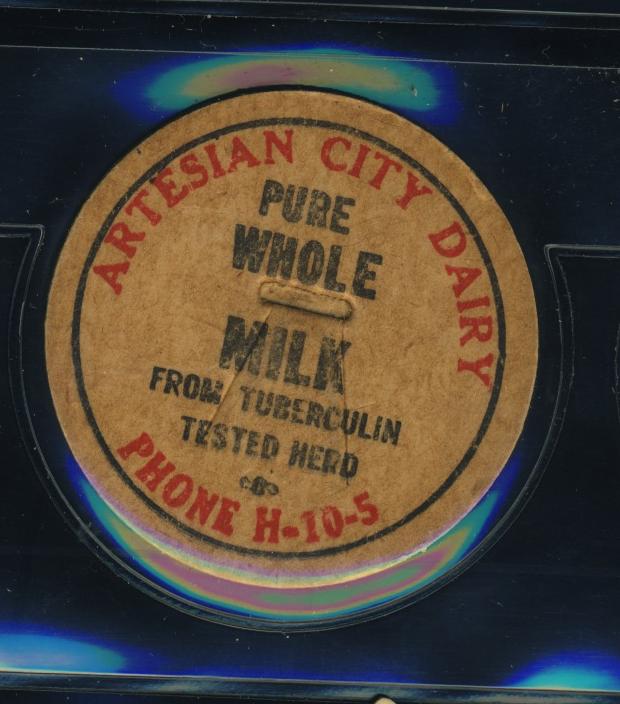 ARTESIAN CITY DAIRY
PURE
WHOLE
MILK
FROM TUBERCULIN
TESTED HERD
PHONE H-10-5